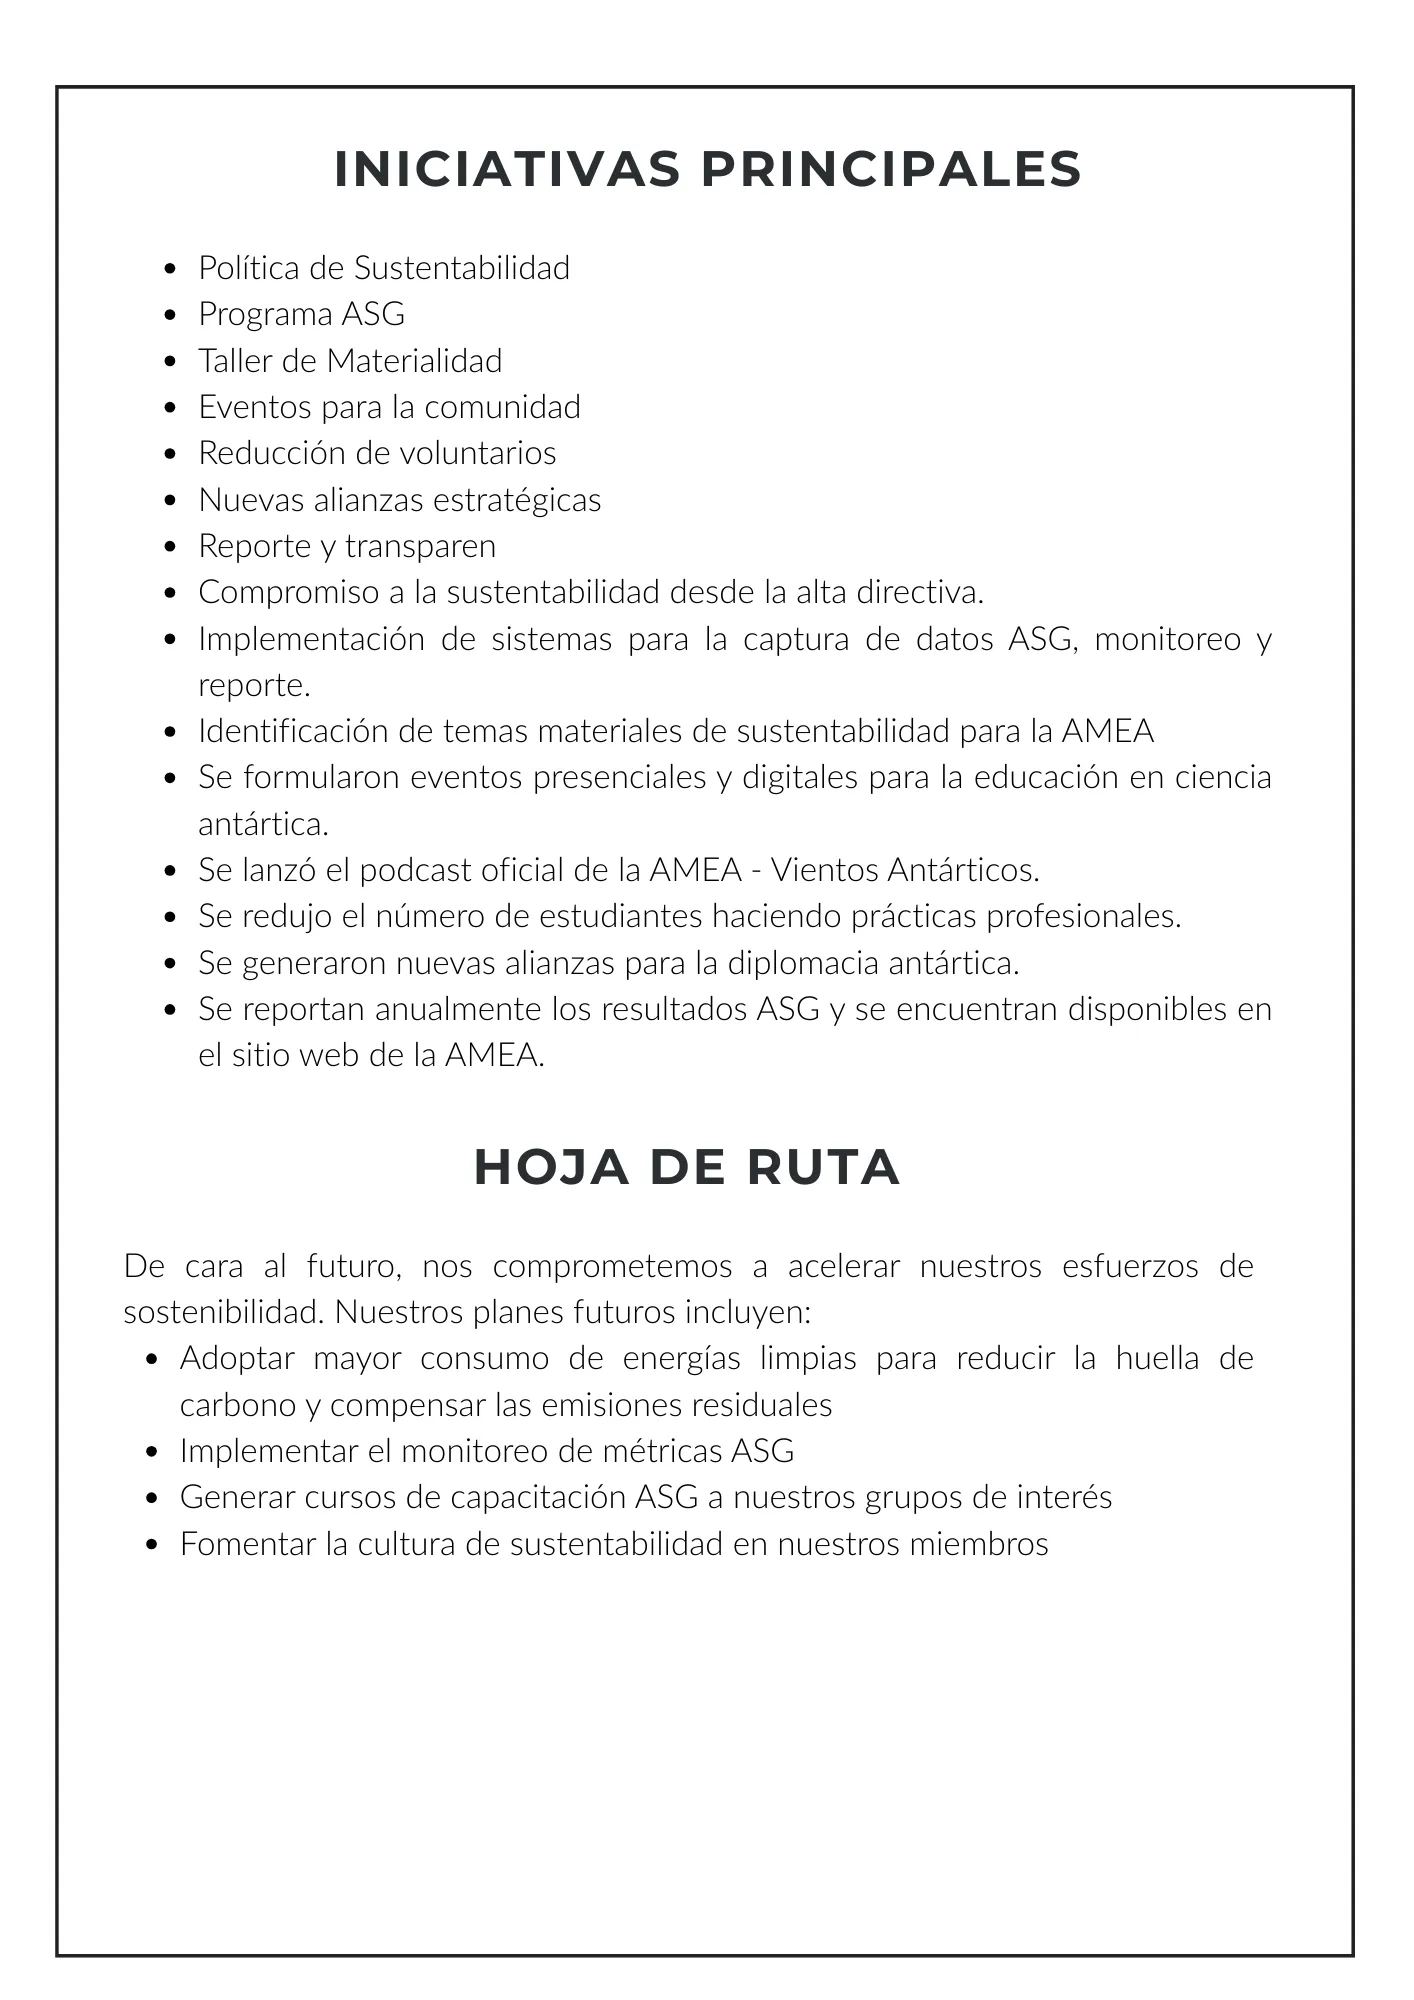 INICIATIVAS PRINCIPALES
• Política de Sustentabilidad
• Programa ASG
• Taller de Materialidad
• Eventos para la comunidad
• Reducción de voluntarios
• Nuevas alianzas estratégicas
• Reporte y transparen
• Compromiso a la sustentabilidad desde la alta directiva.
• Implementación de sistemas para la captura de datos ASG, monitoreo y
reporte.
• Identificación de temas materiales de sustentabilidad para la AMEA
• Se formularon eventos presenciales y digitales para la educación en ciencia
antártica.
• Se lanzó el podcast oficial de la AMEA - Vientos Antárticos.
• Se redujo el número de estudiantes haciendo prácticas profesionales.
• Se generaron nuevas alianzas para la diplomacia antártica.
• Se reportan anualmente los resultados ASG y se encuentran disponibles en
el sitio web de la AMEA.
HOJA DE RUTA
De cara al futuro, nos comprometemos a acelerar nuestros esfuerzos de
sostenibilidad. Nuestros planes futuros incluyen:
• Adoptar mayor consumo de energías limpias para reducir la huella de
carbono y compensar las emisiones residuales
• Implementar el monitoreo de métricas ASG
• Generar cursos de capacitación ASG a nuestros grupos de interés
• Fomentar la cultura de sustentabilidad en nuestros miembros